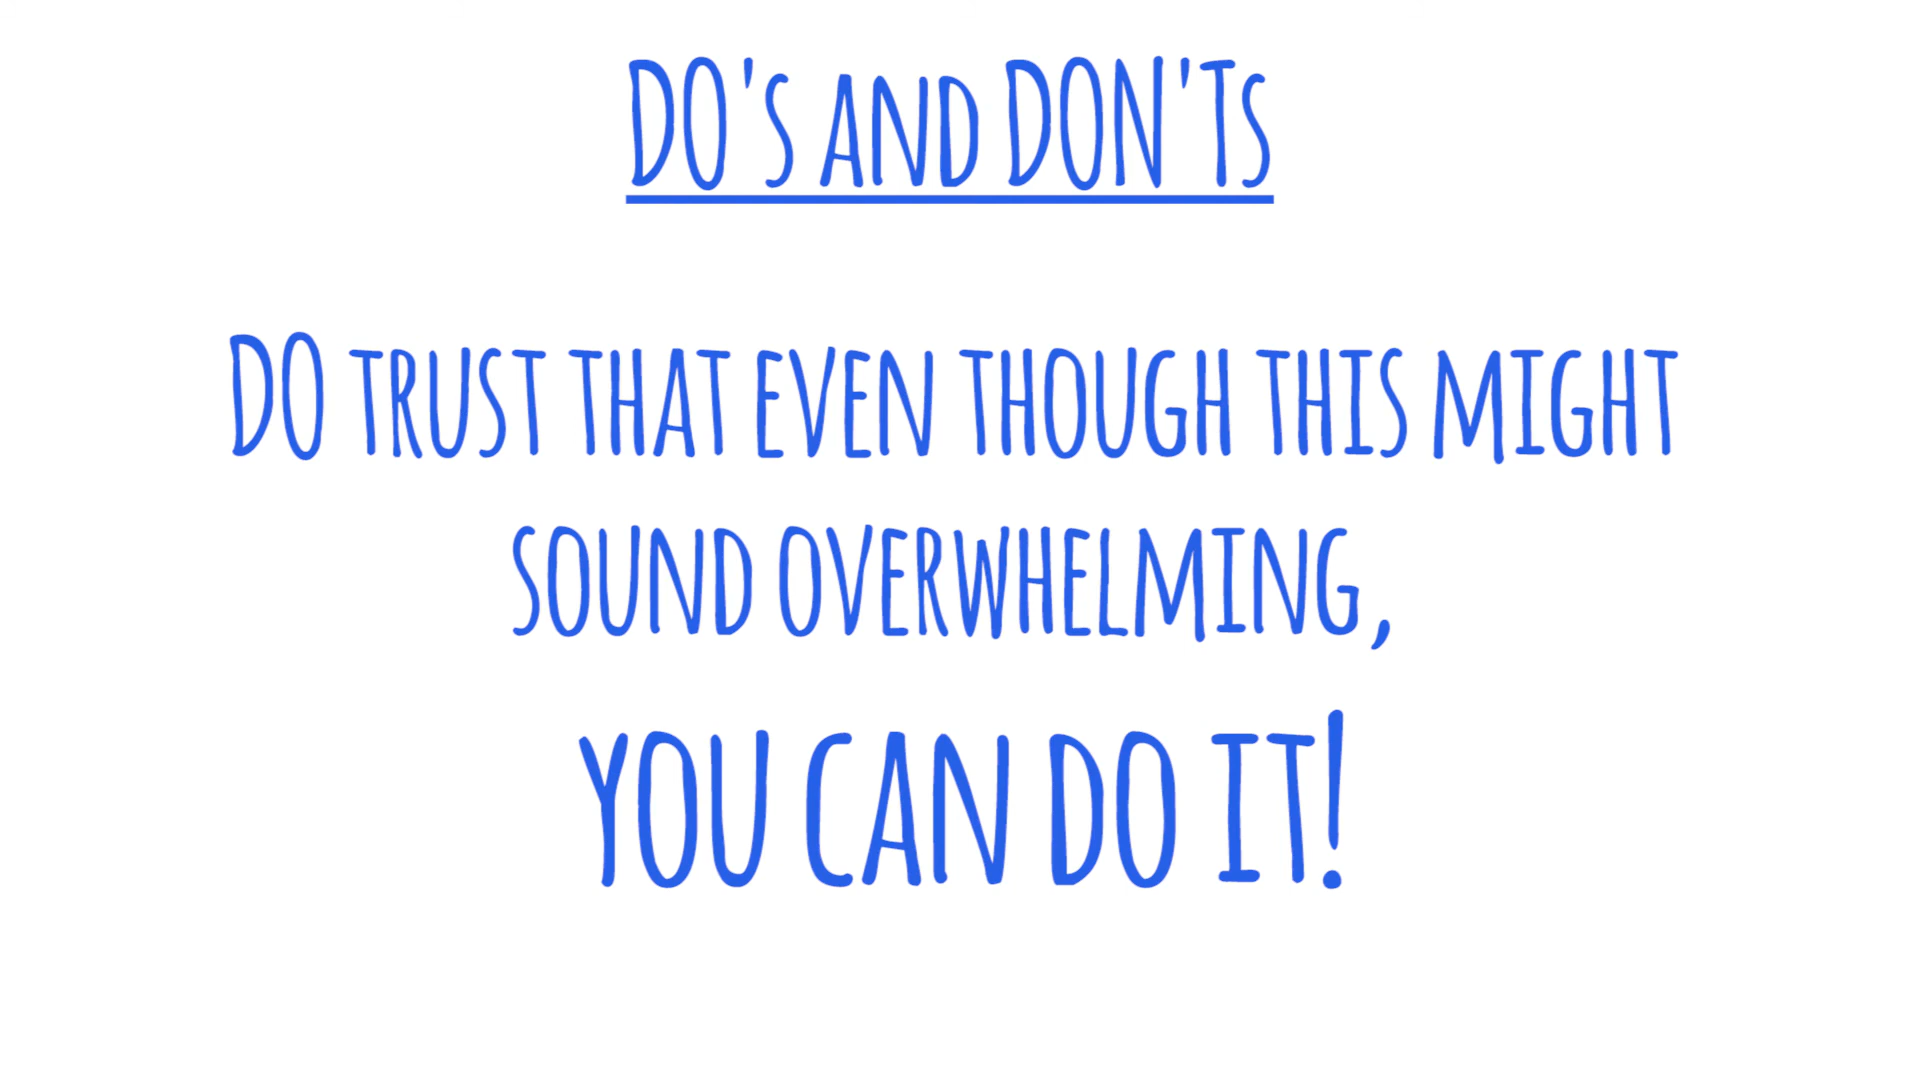 DO's and DON'Ts
DO trust that even though this might
sound overwhelming,
YOU CAN DO IT!